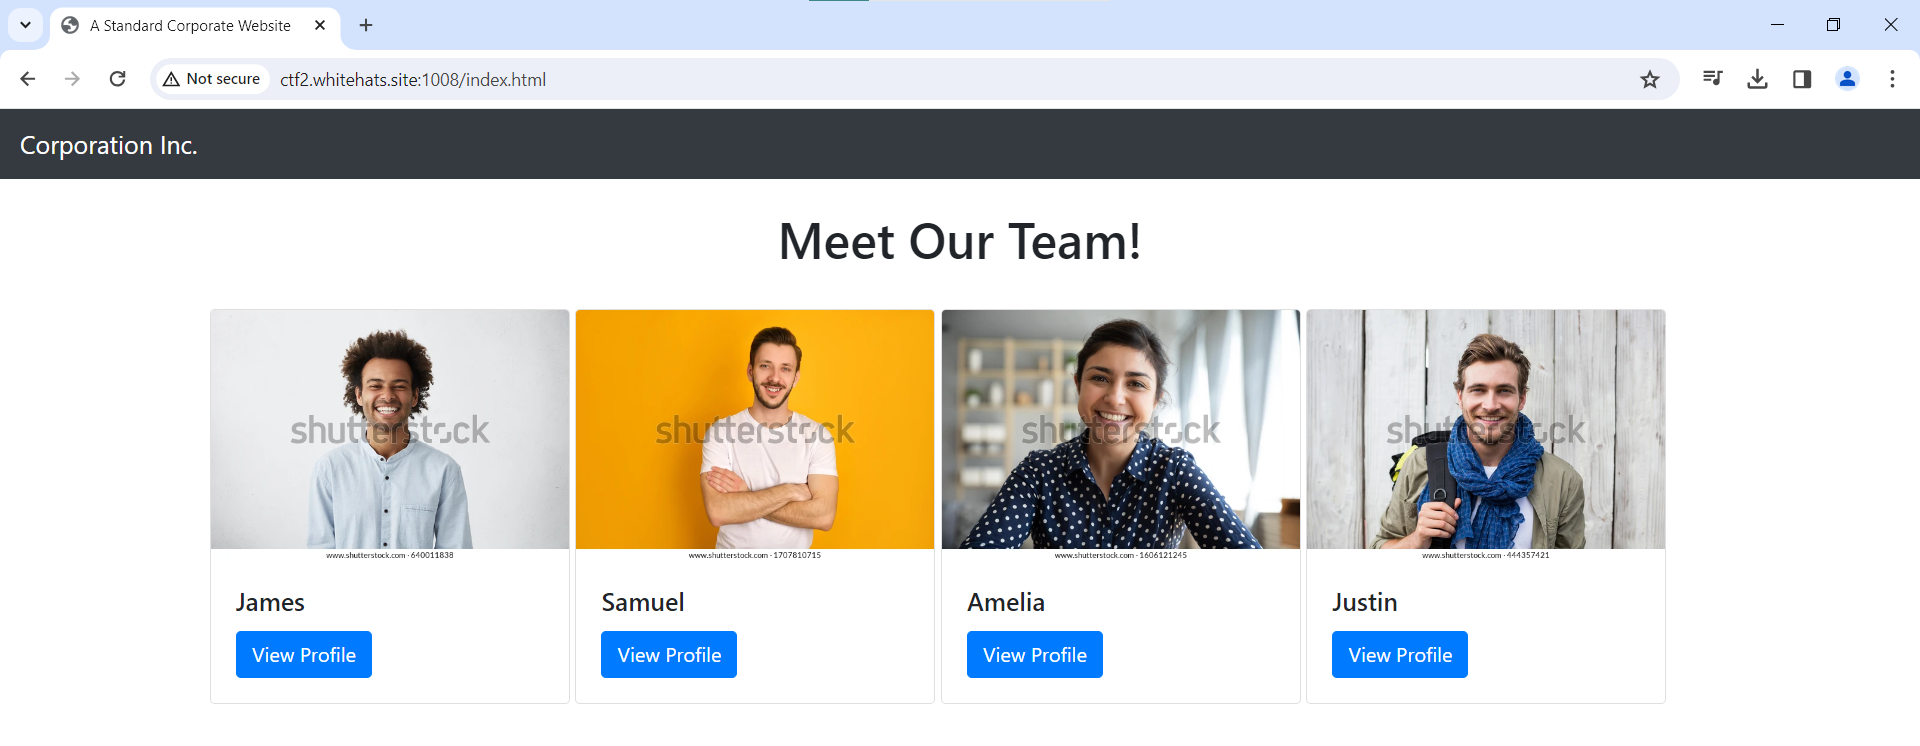 A Standard Corporate Website
Not secure
ctf2.whitehats.site:1008/index.html
Corporation Inc.
Meet Our Team!
shutterstock
shutterstock
shutterstock
shutterstock
www.shutterstock.com · 640011838
www.shutterstock.com · 1707810715
www.shutterstock.com · 1606121245
www.shutterstock.com · 444357421
James
Samuel
Amelia
Justin
View Profile
View Profile
View Profile
View Profile